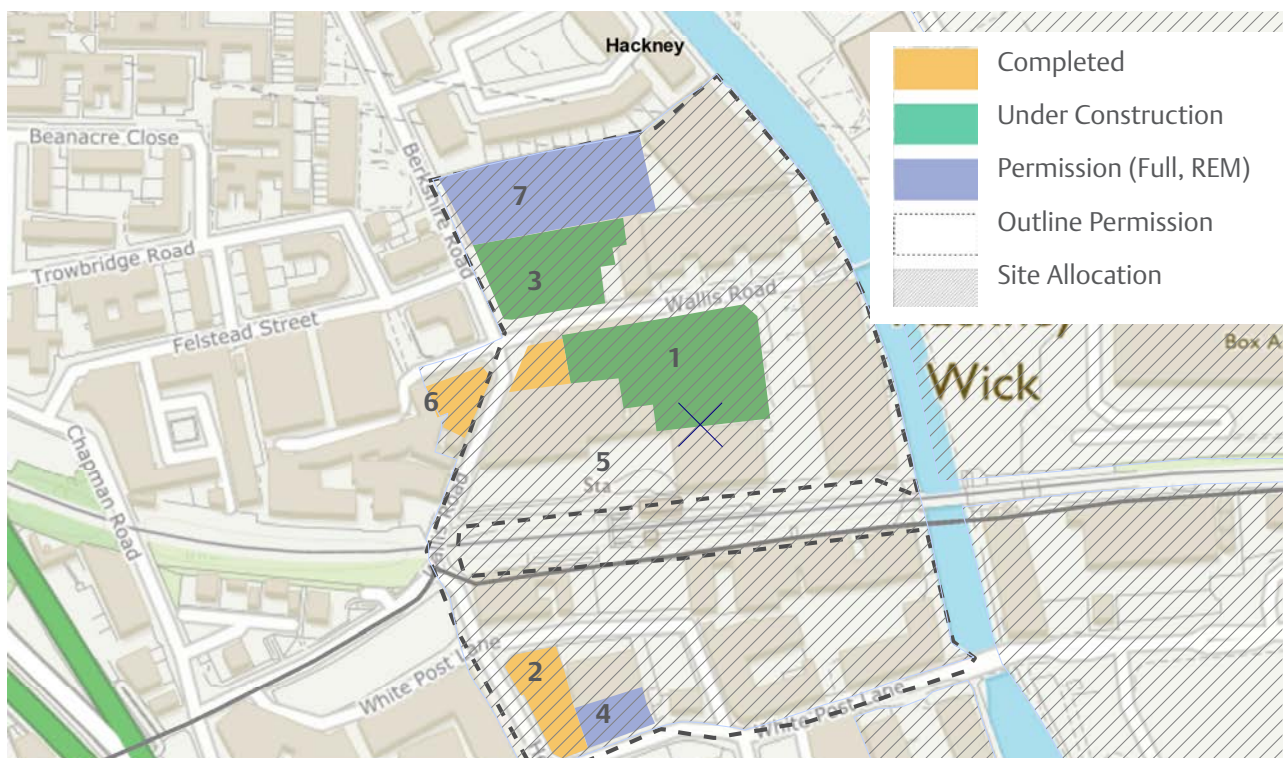 Hackney
Completed
Under Construction
Permission (Full, REM)
Outline Permission
Site Allocation
Beanacre Close
Trowbridge Road
Felstead Street
Chapman Road
7
3
Wallis Road
1
6
5
Sta
Wick
Box
Road
White Post Lane
2
4
White Post Lane